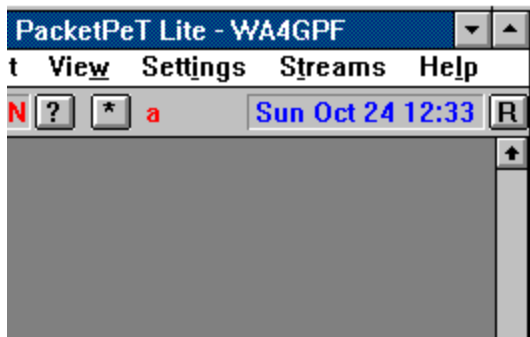 PacketPeT Lite - WA4GPF
t View Settings Streams Help
N ? * a Sun Oct 24 12:33 R